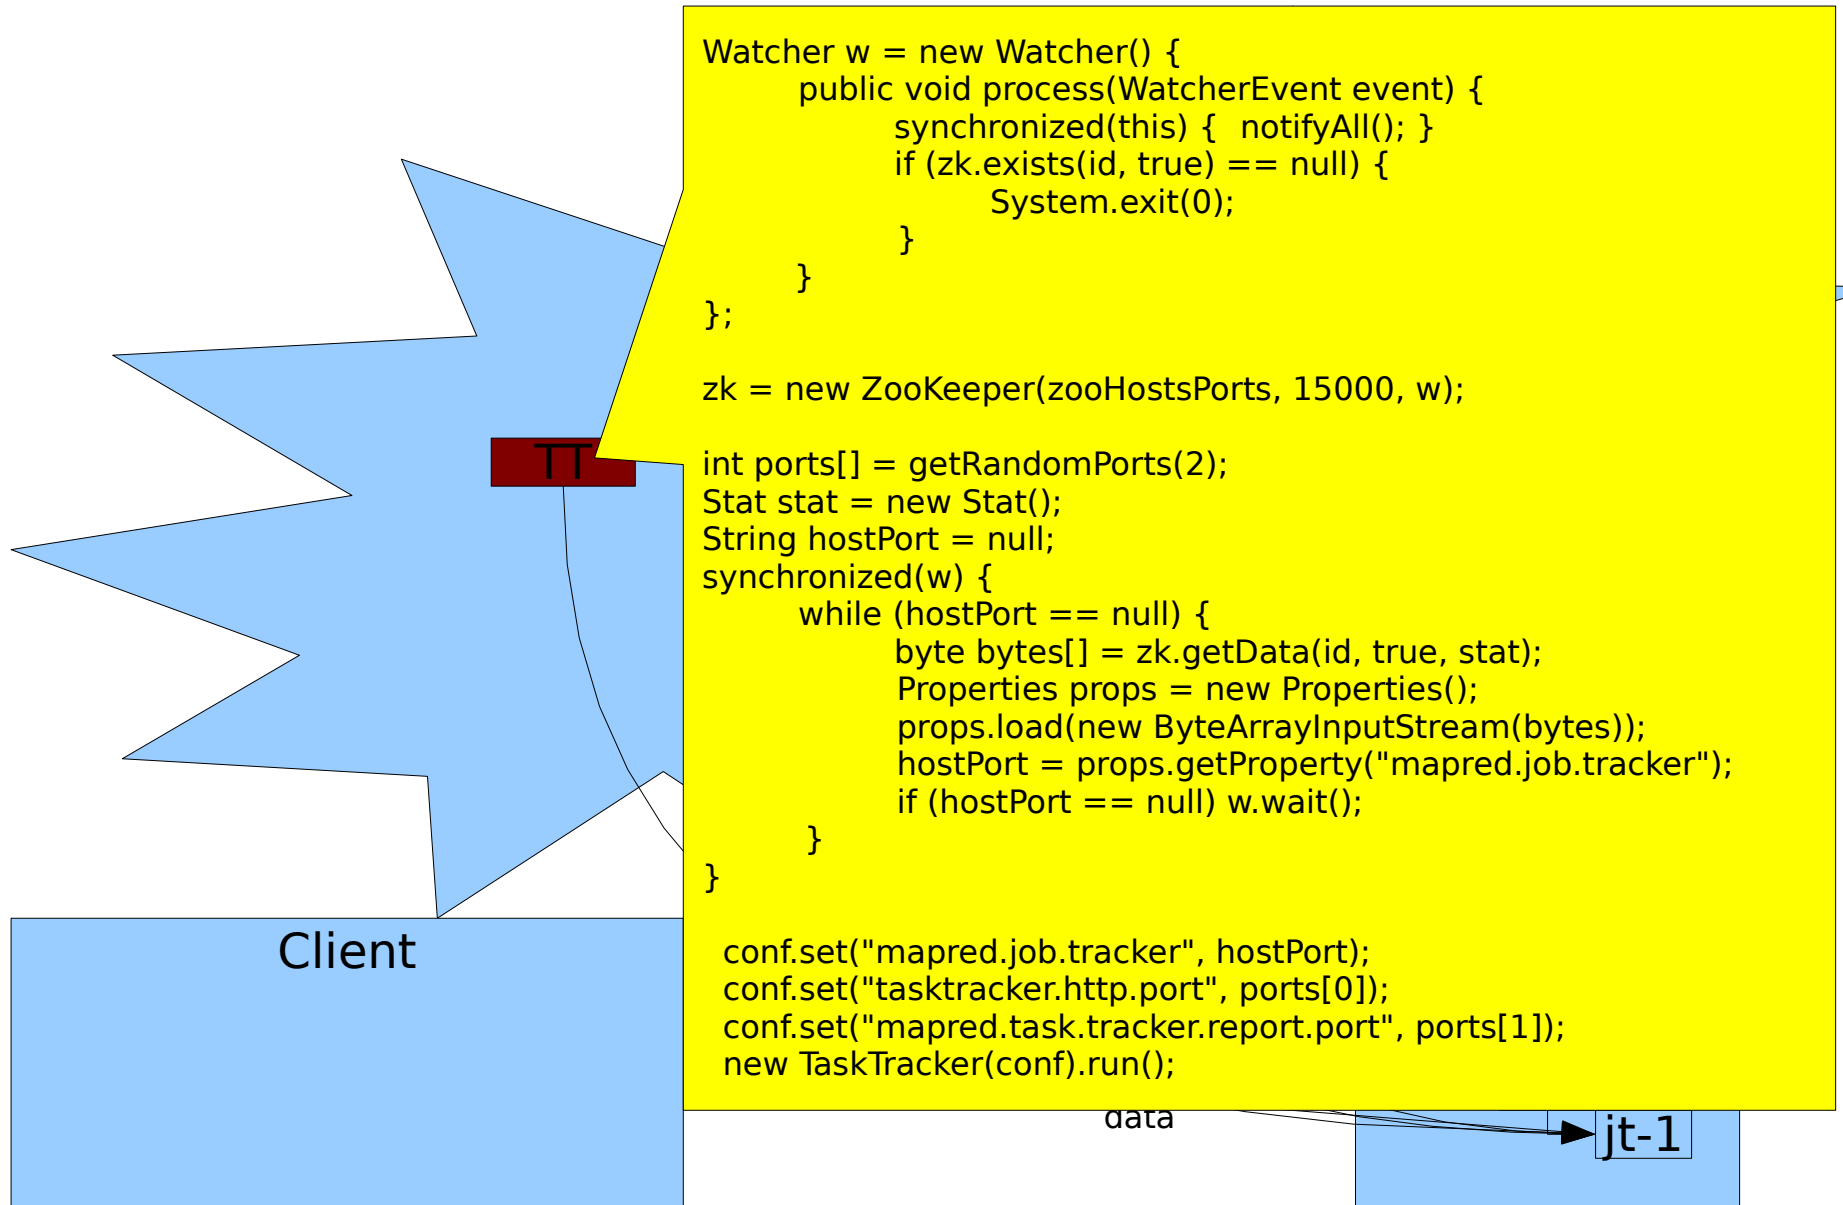 Watcher w = new Watcher() {
public void process(WatcherEvent event) {
synchronized(this) {  notifyAll(); }
if (zk.exists(id, true) == null) {
System.exit(0);
}
}
};
zk = new ZooKeeper(zooHostsPorts, 15000, w);
TT
int ports[] = getRandomPorts(2);
Stat stat = new Stat();
String hostPort = null;
synchronized(w) {
while (hostPort == null) {
byte bytes[] = zk.getData(id, true, stat);
Properties props = new Properties();
props.load(new ByteArrayInputStream(bytes));
hostPort = props.getProperty("mapred.job.tracker");
if (hostPort == null) w.wait();
}
}
Client
conf.set("mapred.job.tracker", hostPort);
conf.set("tasktracker.http.port", ports[0]);
conf.set("mapred.task.tracker.report.port", ports[1]);
new TaskTracker(conf).run();
data
jt-1